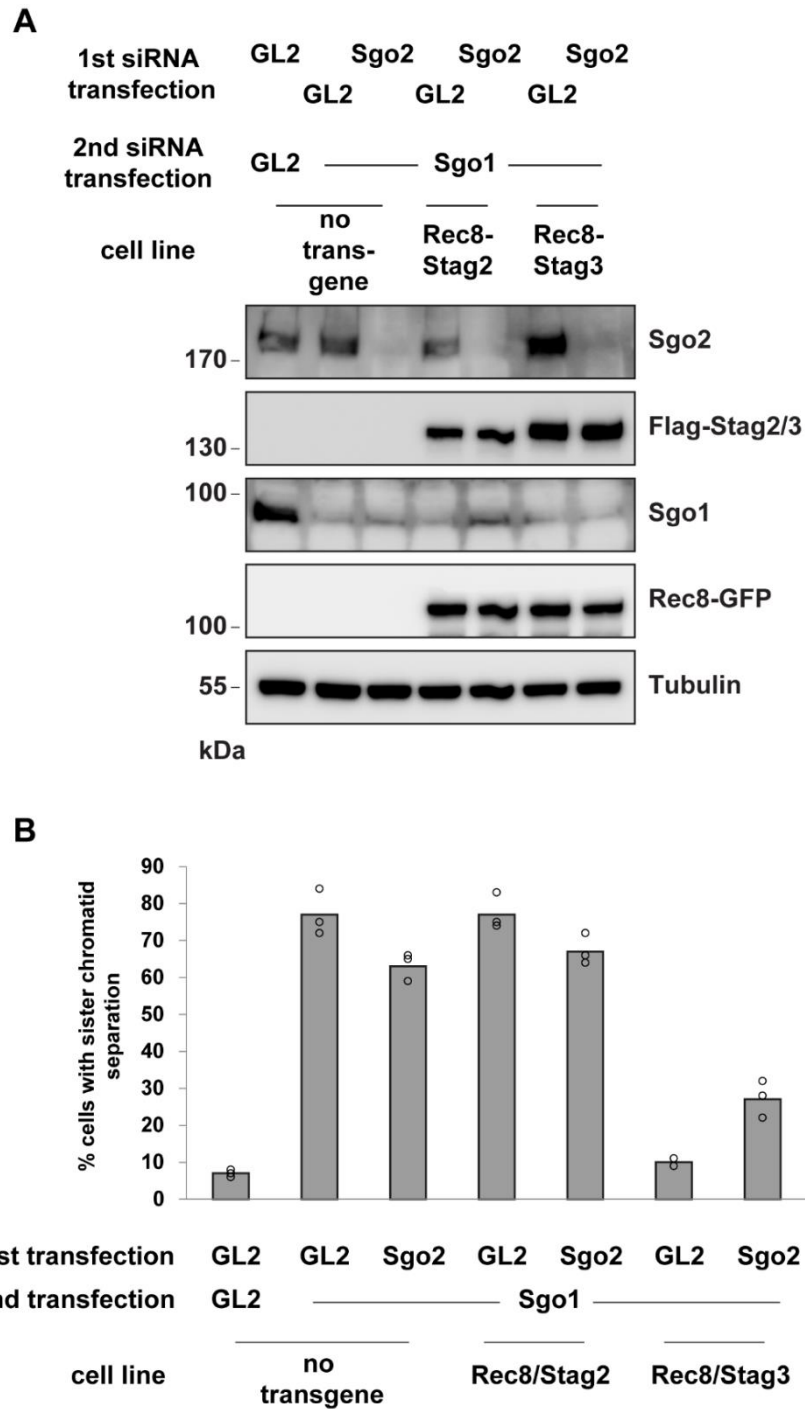 A
GL2 Sgo2 Sgo2 Sgo2
1st siRNA
transfection
GL2 GL2 GL2
2nd siRNA
transfection
GL2 Sgo1
cell line
no
trans-
gene
Rec8-
Stag2
Rec8-
Stag3
170 Sgo2
130 Flag-Stag2/3
100 Sgo1
100 Rec8-GFP
55 Tubulin
kDa
B
% cells with sister chromatid
separation
90
80
70
60
50
40
30
20
10
0
st transfection GL2 GL2 Sgo2 GL2 Sgo2 GL2 Sgo2
nd transfection GL2 Sgo1
cell line
no
transgene
Rec8/Stag2
Rec8/Stag3